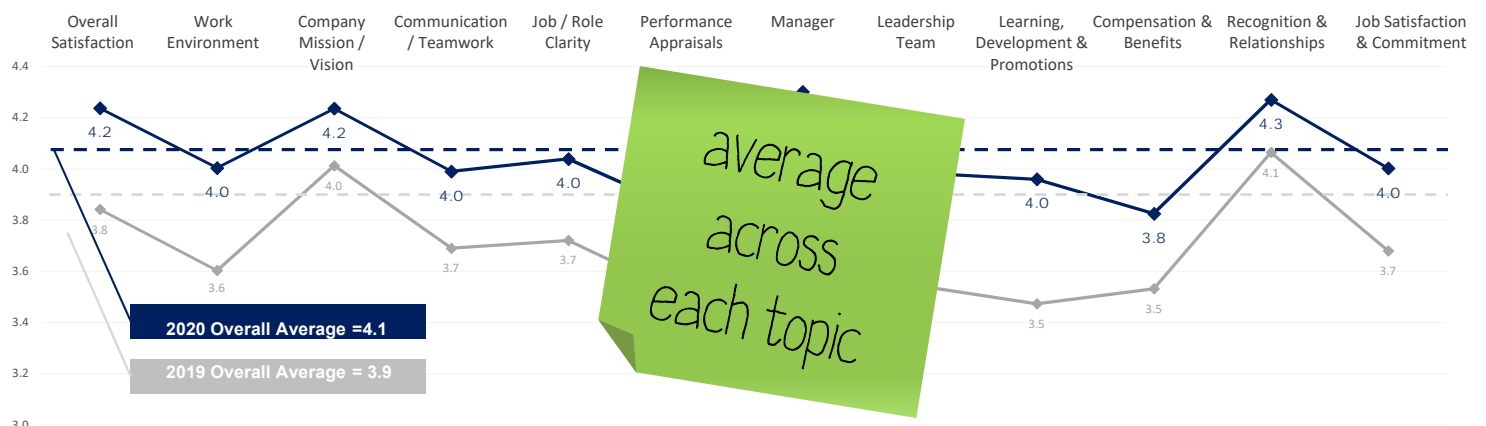 Overall
Satisfaction
Work
Environment
Company
Mission /
Vision
Communication
/ Teamwork
Job / Role
Clarity
Performance
Appraisals
Manager
Leadership
Team
Learning,
Development &
Promotions
Compensation &
Benefits
Recognition &
Relationships
Job Satisfaction
& Commitment
4.4
4.2
4.0
3.8
3.6
3.4
3.2
3.0
4.2
4.0
4.2
4.0
4.0
4.0
3.8
4.3
4.0
3.8
3.6
4.0
3.7
3.7
3.5
3.5
4.1
3.7
average
across
each topic
2020 Overall Average =4.1
2019 Overall Average = 3.9